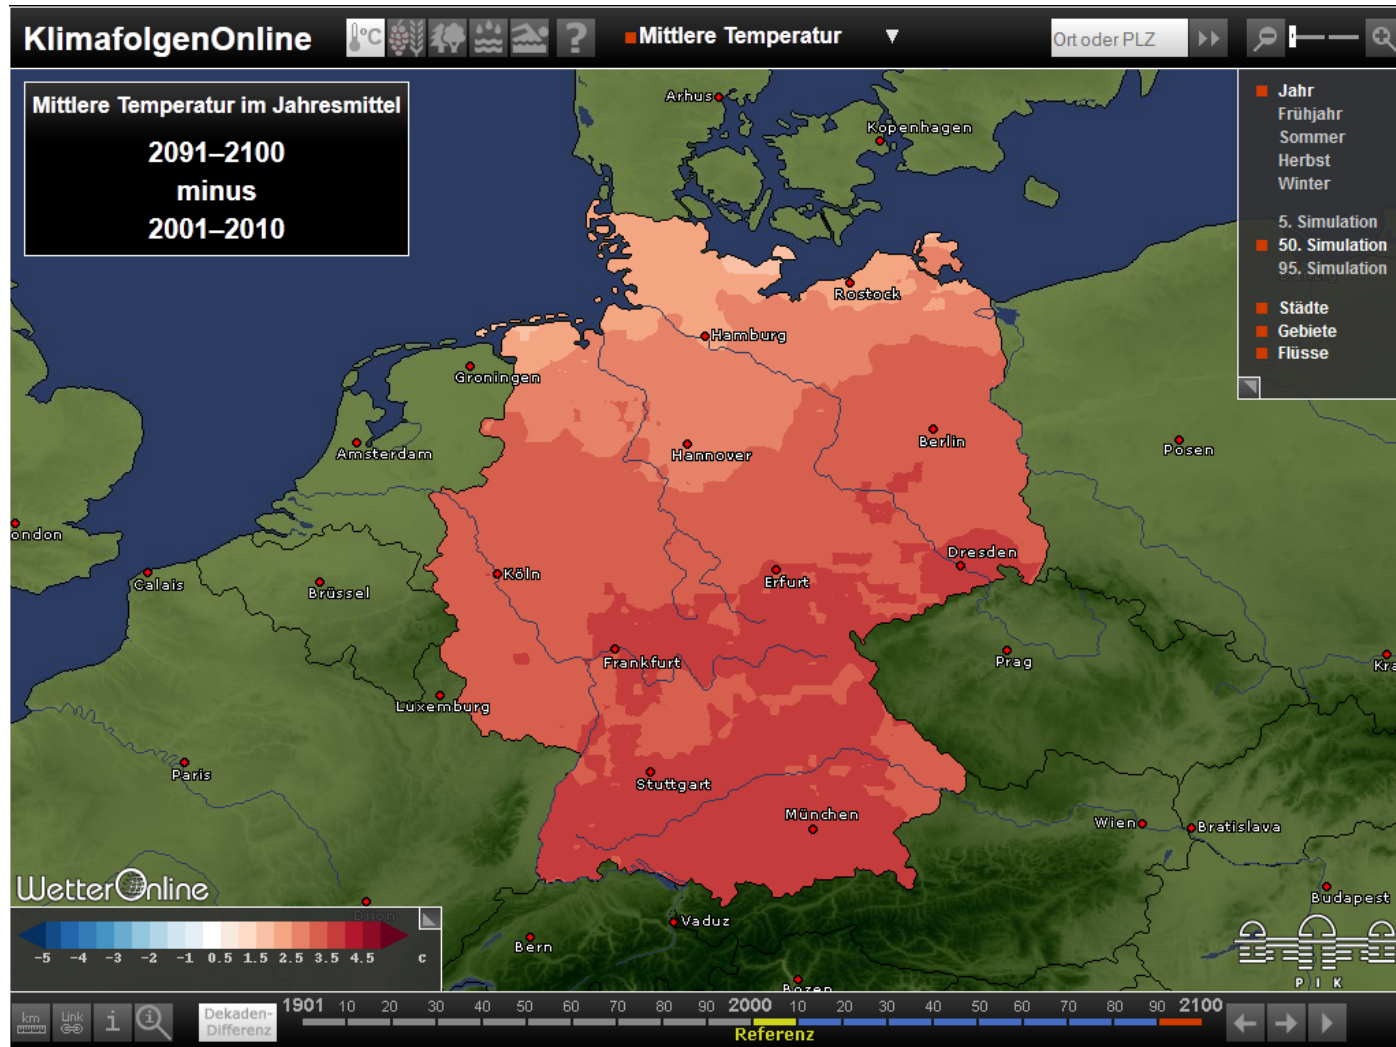 KlimafolgenOnline
°C
?
Mittlere Temperatur
Ort oder PLZ
Mittlere Temperatur im Jahresmittel
2091–2100
minus
2001–2010
Jahr
Frühjahr
Sommer
Herbst
Winter
5. Simulation
50. Simulation
95. Simulation
Städte
Gebiete
Flüsse
Arhus
Kopenhagen
Rostock
Hamburg
Groningen
Amsterdam
Hannover
Berlin
Posen
ondon
Calais
Brüssel
Köln
Erfurt
Dresden
Frankfurt
Prag
Kra
Luxemburg
Paris
Stuttgart
München
Wien
Bratislava
Budapest
WetterOnline
Dijon
Vaduz
Bern
Bozen
-5 -4 -3 -2 -1 0.5 1.5 2.5 3.5 4.5 C
P I K
km
Link
i
i
Dekaden-
Differenz
1901 10 20 30 40 50 60 70 80 90 2000 10 20 30 40 50 60 70 80 90 2100
Referenz